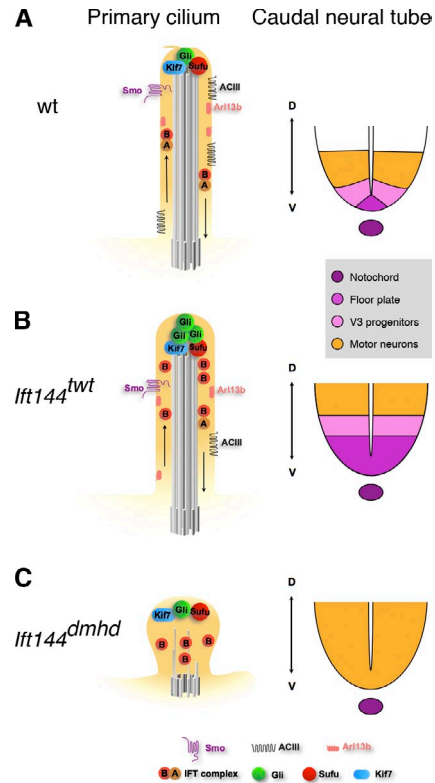 A Primary cilium Caudal neural tube
wt
Gli
Kif7 Sufu
Smo
ACIII
Arl13b
B
A
B
A
D
V
Notochord
Floor plate
V3 progenitors
Motor neurons
B
Ift144twt
Gli
Gli Gli
Kif7 Sufu
B B
B
Smo
Arl13b
B B
A
ACIII
D
V
C
Ift144dmhd
Kif7 Gli Sufu
B B B
B
D
V
Smo ACIII Arl13b
B A IFT complex Gli Sufu Kif7